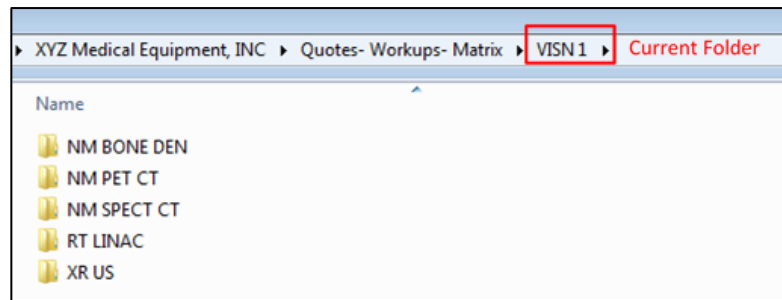 XYZ Medical Equipment, INC ▸ Quotes- Workups- Matrix ▸ VISN 1 ▸ Current Folder
Name
NM BONE DEN
NM PET CT
NM SPECT CT
RT LINAC
XR US